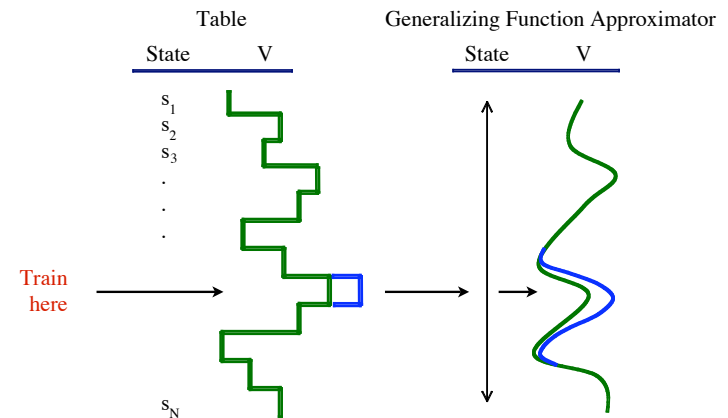 Table
Generalizing Function Approximator
State V
State V
s1
s2
s3
.
.
.
Train
here
sN